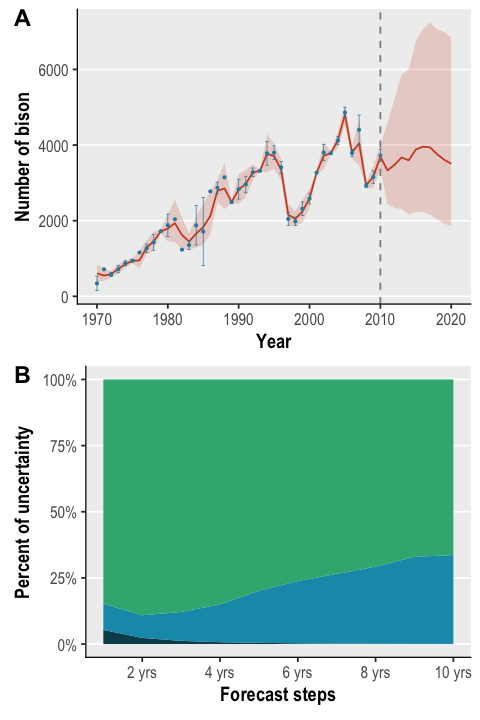 A
Number of bison
6000
4000
2000
0
1970 1980 1990 2000 2010 2020
Year
B
Percent of uncertainty
100%
75%
50%
25%
0%
2 yrs 4 yrs 6 yrs 8 yrs 10 yrs
Forecast steps